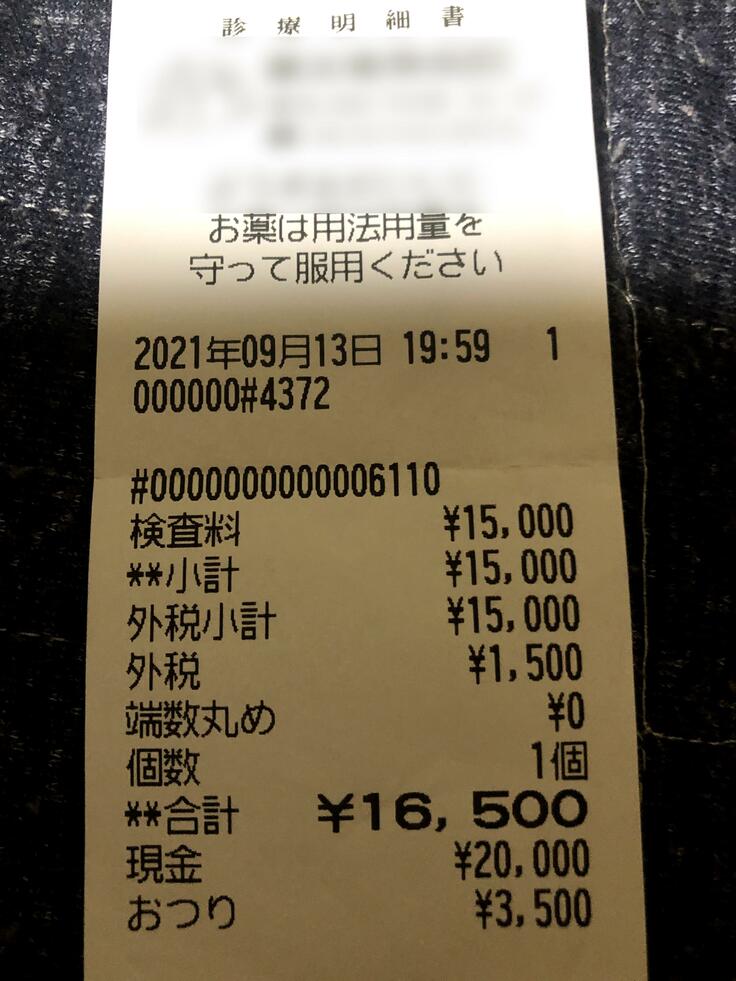 診療明細書
お薬は用法用量を
守って服用ください
2021年09月13日 19:59 1
000000#4372
#0000000000006110
検査料 ¥15,000
**小計 ¥15,000
外税小計 ¥15,000
外税 ¥1,500
端数丸め ¥0
個数 1個
**合計 ¥16,500
現金 ¥20,000
おつり ¥3,500